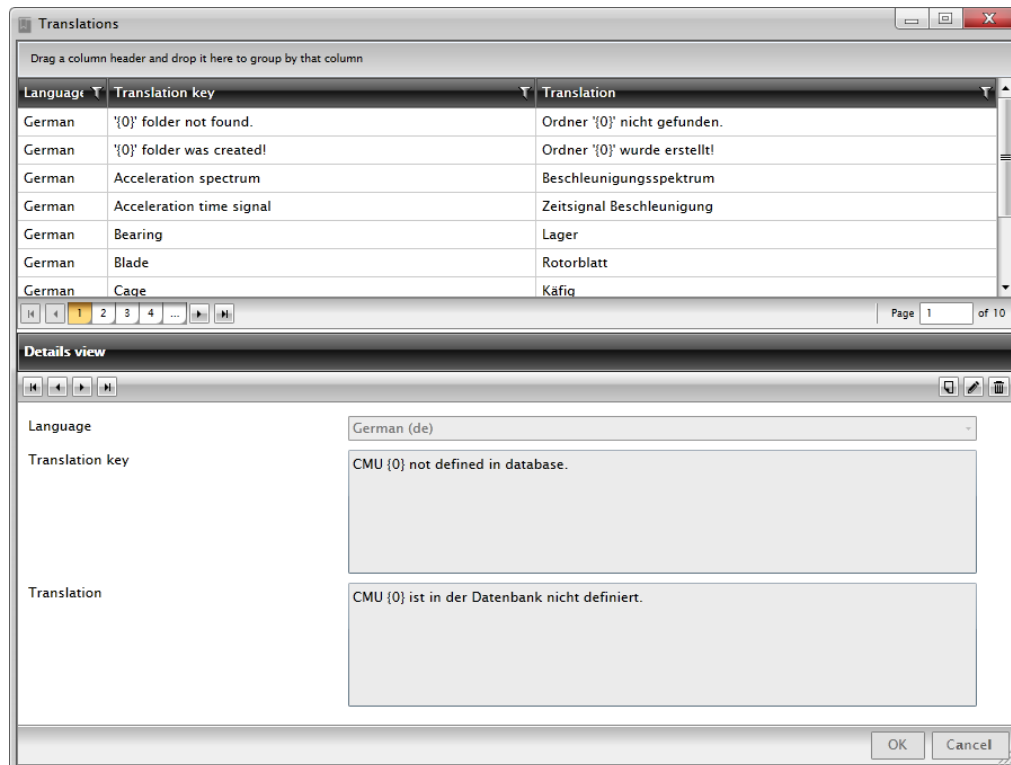 Translations
Drag a column header and drop it here to group by that column
Language Translation key Translation
German '{0}' folder not found. Ordner '{0}' nicht gefunden.
German '{0}' folder was created! Ordner '{0}' wurde erstellt!
German Acceleration spectrum Beschleunigungsspektrum
German Acceleration time signal Zeitsignal Beschleunigung
German Bearing Lager
German Blade Rotorblatt
German Cage Käfig
1 2 3 4 ... Page 1 of 10
Details view
Language German (de)
Translation key CMU {0} not defined in database.
Translation CMU {0} ist in der Datenbank nicht definiert.
OK Cancel